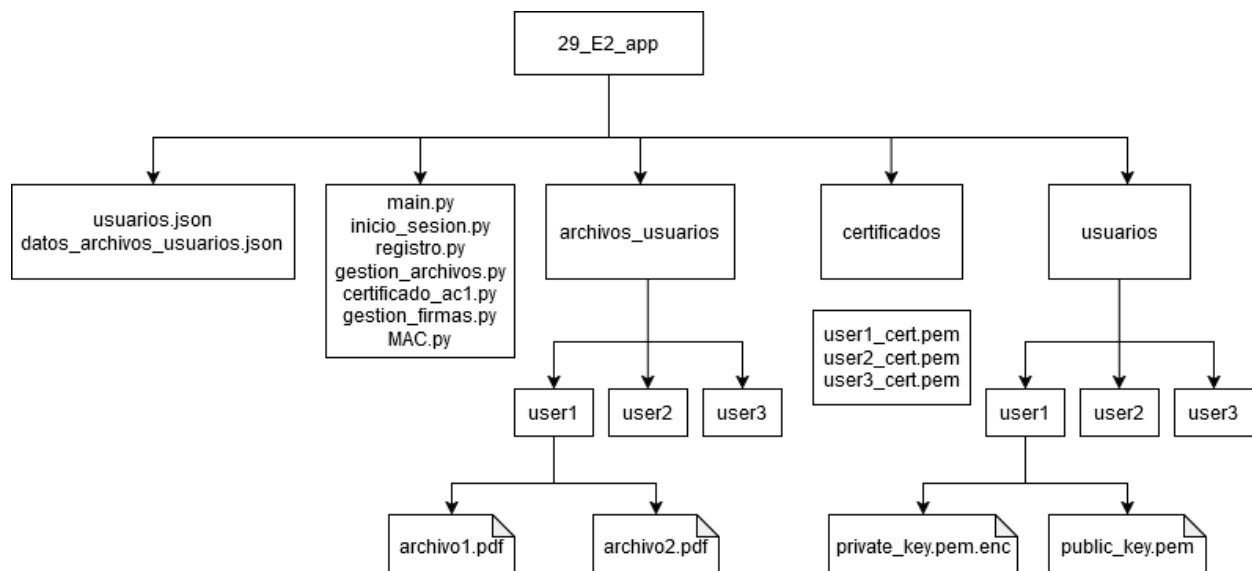 29_E2_app
usuarios.json
datos_archivos_usuarios.json
main.py
inicio_sesion.py
registro.py
gestion_archivos.py
certificado_ac1.py
gestion_firmas.py
MAC.py
archivos_usuarios
certificados
usuarios
user1_cert.pem
user2_cert.pem
user3_cert.pem
user1
user2
user3
user1
user2
user3
archivo1.pdf
archivo2.pdf
private_key.pem.enc
public_key.pem